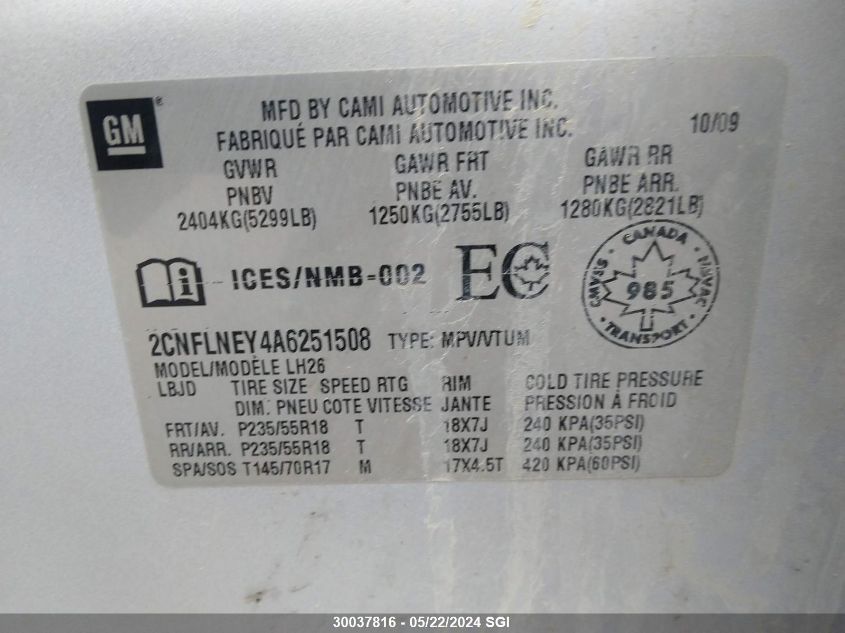 GM ®
MFD BY CAMI AUTOMOTIVE INC.
FABRIQUÉ PAR CAMI AUTOMOTIVE INC.
10/09
GVWR GAWR FRT GAWR RR
PNBV PNBE AV. PNBE ARR.
2404KG(5299LB) 1250KG(2755LB) 1280KG(2821LB)
i - ICES/NMB-002 EC
CANADA
CMVSS 985 NSVAC
TRANSPORT
2CNFLNEY4A6251508 TYPE: MPV/VTUM
MODEL/MODÈLE LH26
LBJD TIRE SIZE SPEED RTG RIM COLD TIRE PRESSURE
DIM. PNEU COTE VITESSE JANTE PRESSION À FROID
FRT/AV. P235/55R18 T 18X7J 240 KPA(35PSI)
RR/ARR. P235/55R18 T 18X7J 240 KPA(35PSI)
SPA/SOS T145/70R17 M 17X4.5T 420 KPA(60PSI)
30037816 - 05/22/2024 SGI